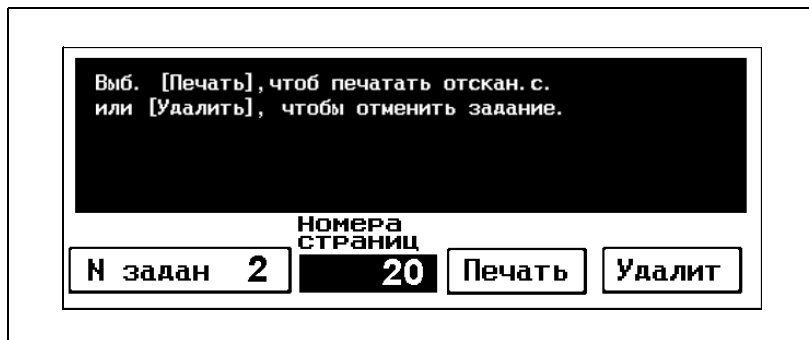 Выб. [Печать],чтоб печатать отскан.с.
или [Удалить], чтобы отменить задание.
Номера
страниц
N задан 2 20 Печать Удалит